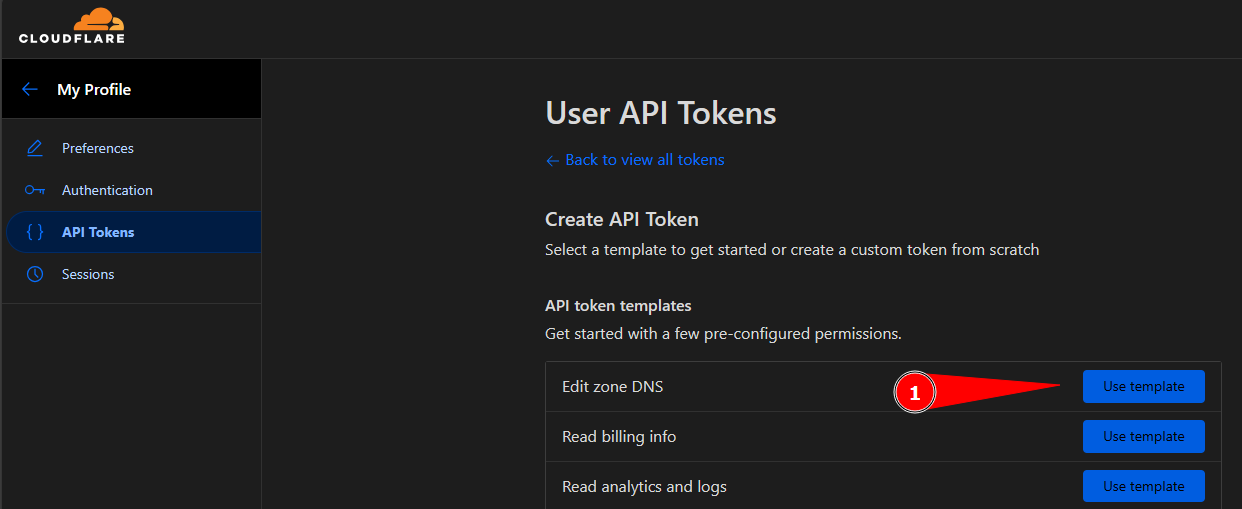 CLOUDFLARE
My Profile
Preferences
Authentication
{ } API Tokens
Sessions
User API Tokens
← Back to view all tokens
Create API Token
Select a template to get started or create a custom token from scratch
API token templates
Get started with a few pre-configured permissions.
Edit zone DNS 1 Use template
Read billing info Use template
Read analytics and logs Use template